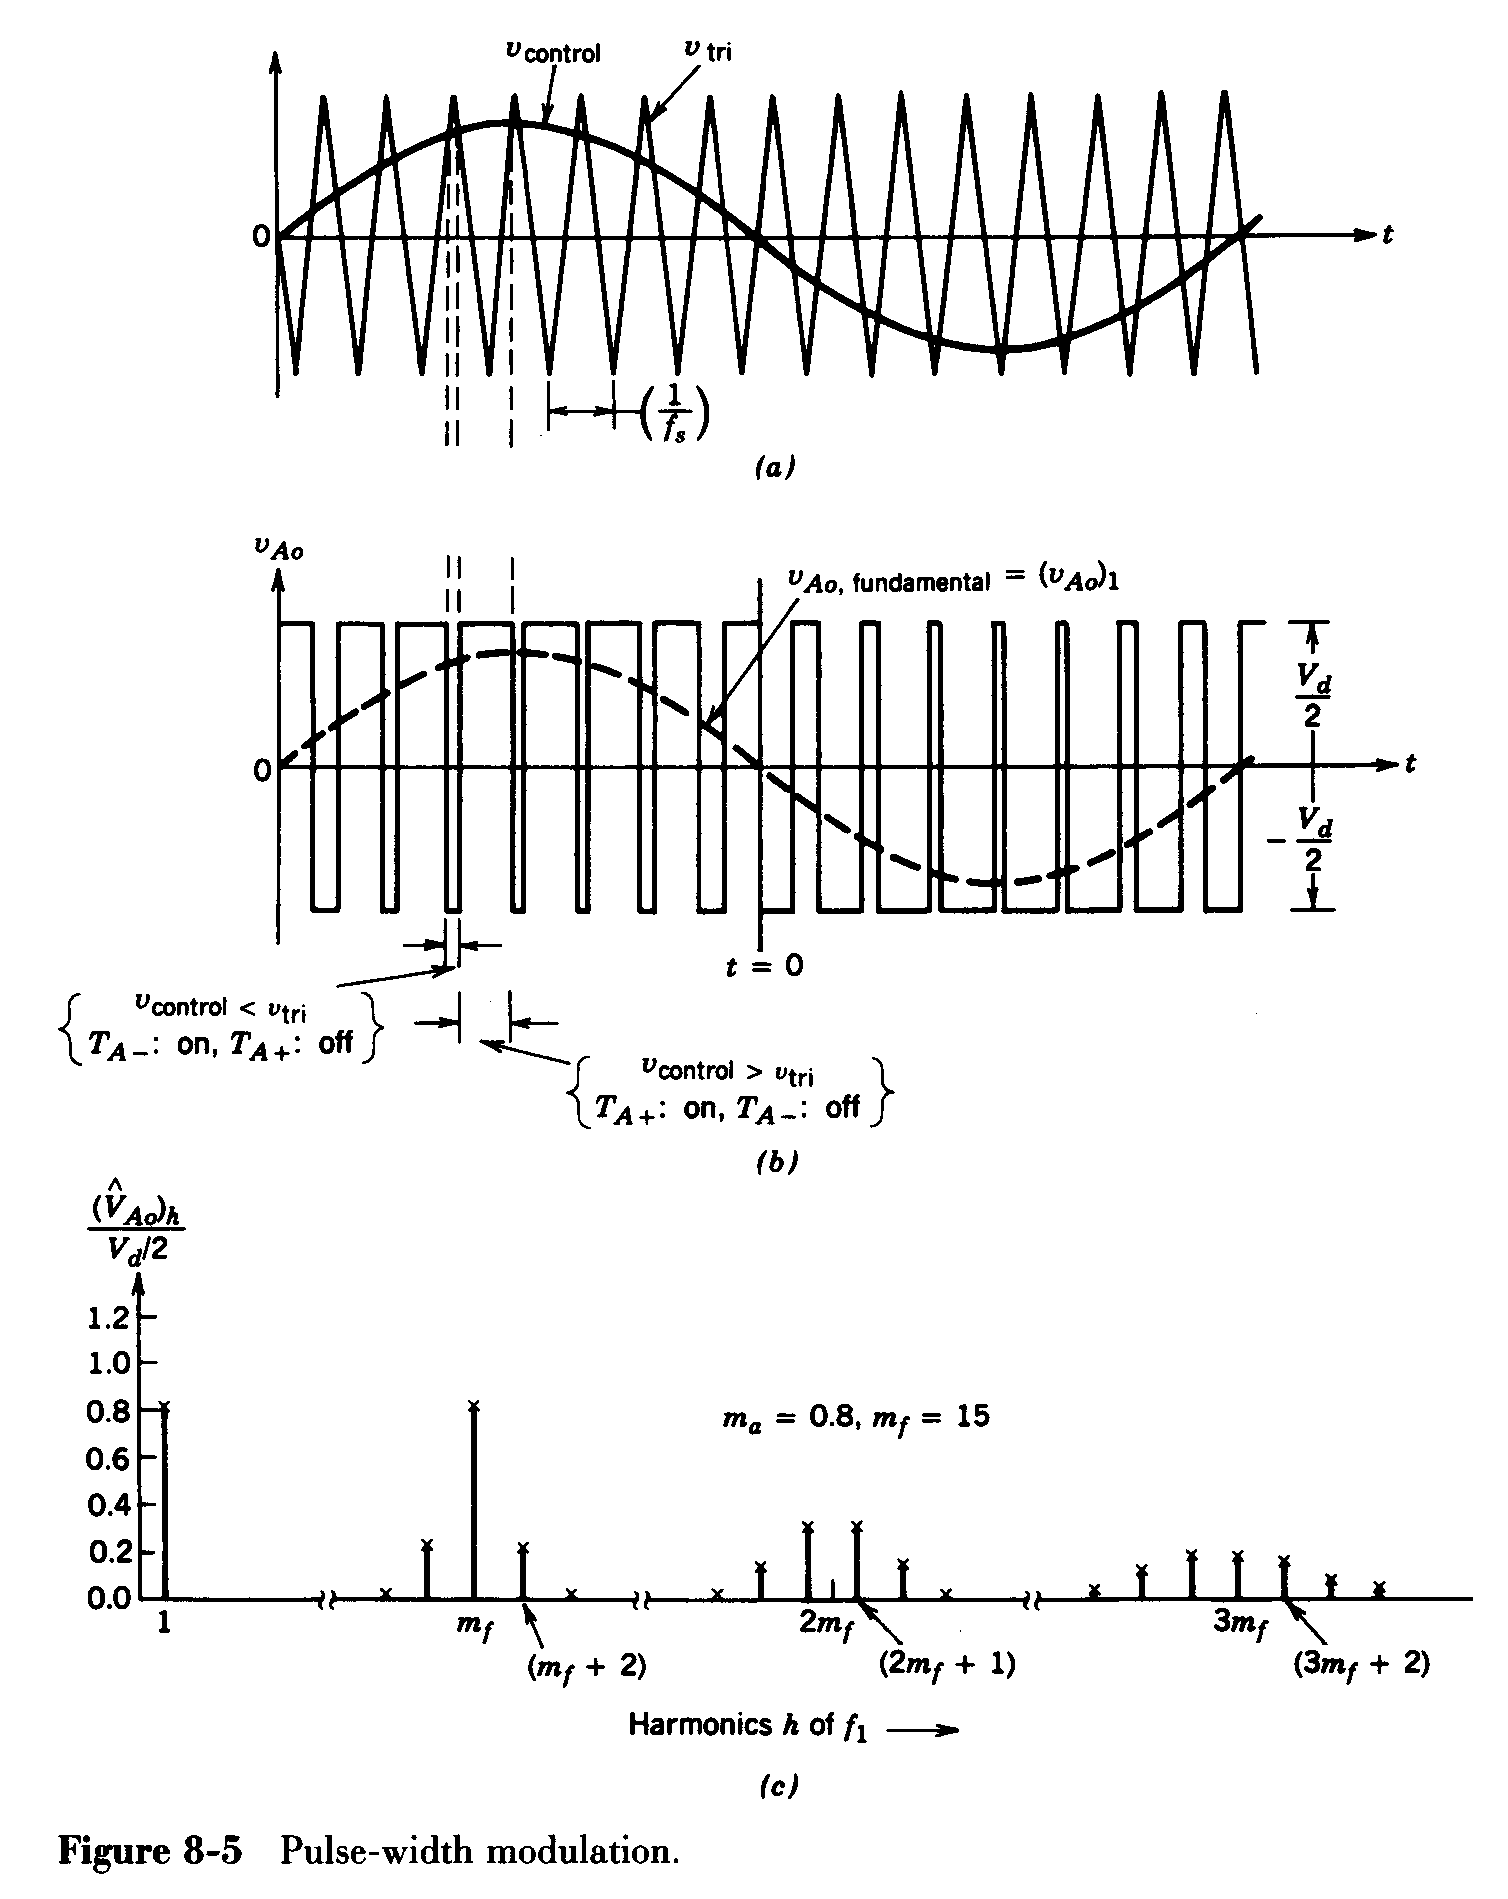 v control
v tri
0
t
(1/f_s)
(a)
v_Ao
v_Ao, fundamental = (v_Ao)_1
V_d/2
0
t
− V_d/2
t = 0
v_control < v_tri
T_A−: on, T_A+: off
v_control > v_tri
T_A+: on, T_A−: off
(b)
(V̂_Ao)_h
V_d/2
1.2
1.0
0.8
m_a = 0.8, m_f = 15
0.6
0.4
0.2
0.0
1
m_f
2m_f
3m_f
(m_f + 2)
(2m_f + 1)
(3m_f + 2)
Harmonics h of f_1
(c)
Figure 8-5 Pulse-width modulation.